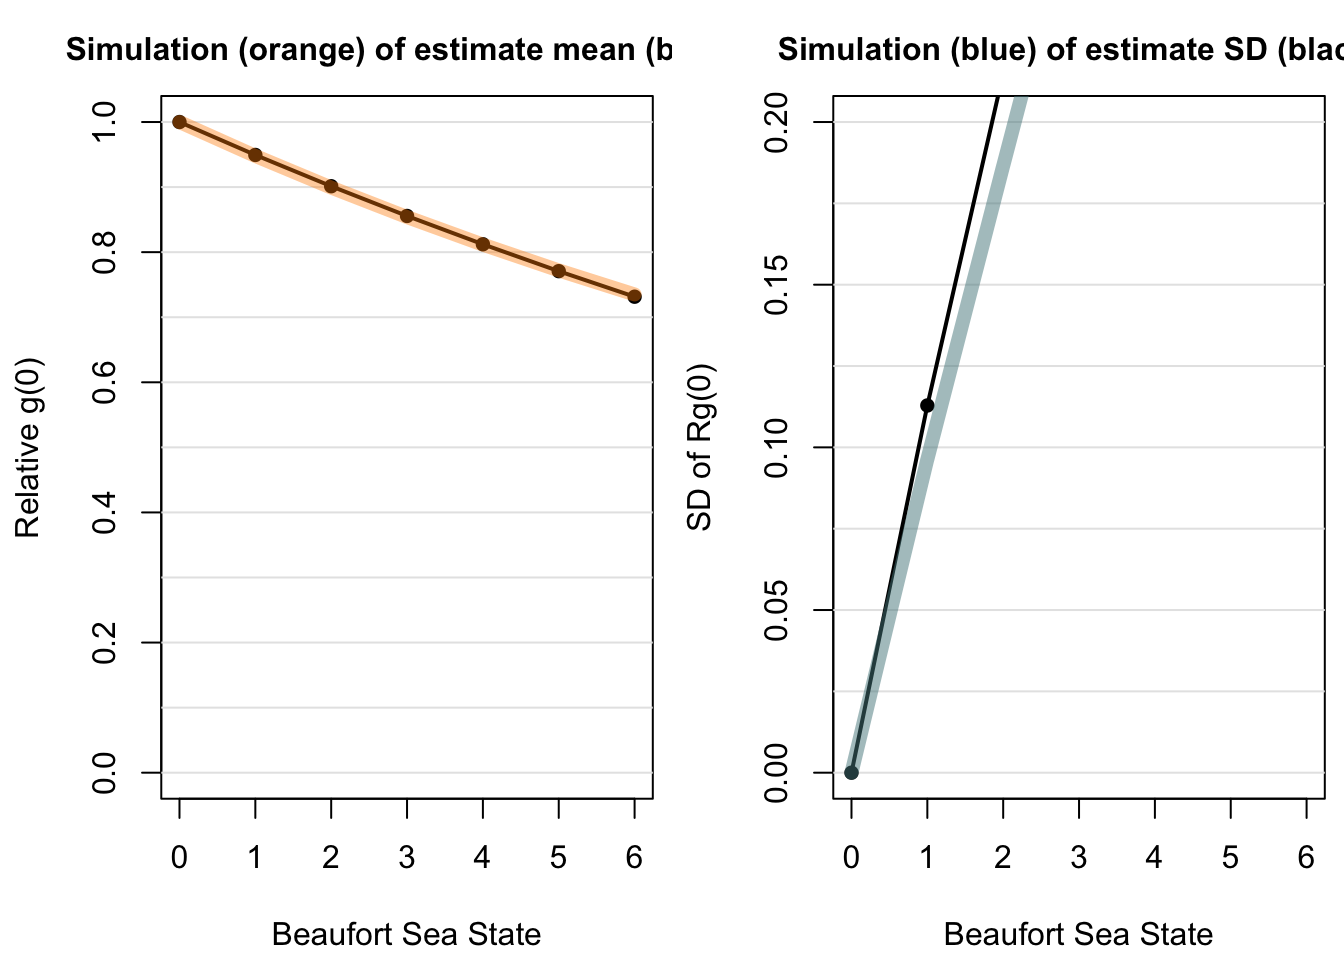 Simulation (orange) of estimate mean (b
Relative g(0)
1.0
0.8
0.6
0.4
0.2
0.0
0 1 2 3 4 5 6
Beaufort Sea State
Simulation (blue) of estimate SD (blac
SD of Rg(0)
0.20
0.15
0.10
0.05
0.00
0 1 2 3 4 5 6
Beaufort Sea State